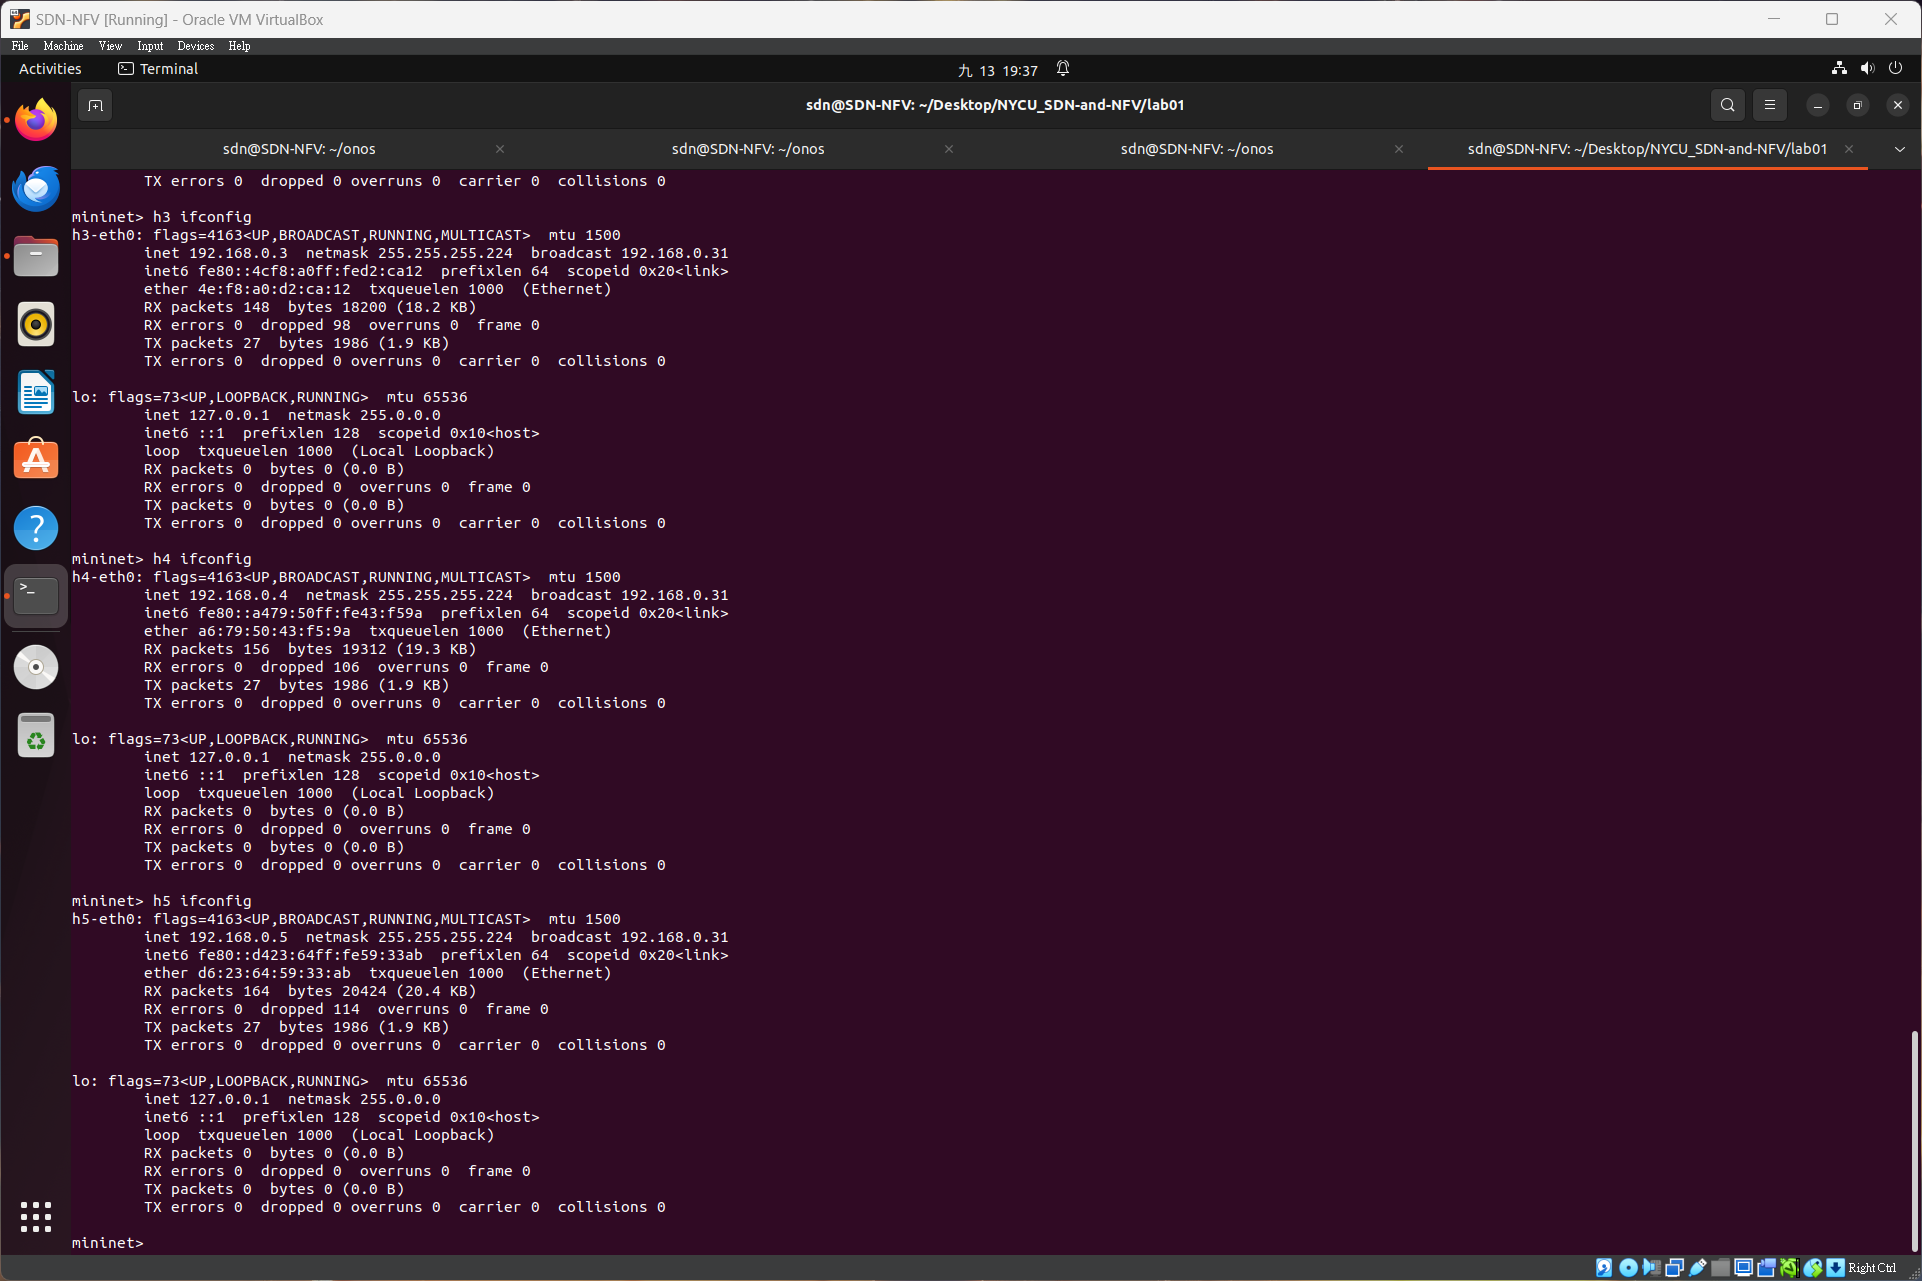 SDN-NFV [Running] - Oracle VM VirtualBox
File Machine View Input Devices Help
Activities Terminal 九 13 19:37
sdn@SDN-NFV: ~/Desktop/NYCU_SDN-and-NFV/lab01
sdn@SDN-NFV: ~/onos sdn@SDN-NFV: ~/onos sdn@SDN-NFV: ~/onos sdn@SDN-NFV: ~/Desktop/NYCU_SDN-and-NFV/lab01
TX errors 0 dropped 0 overruns 0 carrier 0 collisions 0
mininet> h3 ifconfig
h3-eth0: flags=4163<UP,BROADCAST,RUNNING,MULTICAST> mtu 1500
inet 192.168.0.3 netmask 255.255.255.224 broadcast 192.168.0.31
inet6 fe80::4cf8:a0ff:fed2:ca12 prefixlen 64 scopeid 0x20<link>
ether 4e:f8:a0:d2:ca:12 txqueuelen 1000 (Ethernet)
RX packets 148 bytes 18200 (18.2 KB)
RX errors 0 dropped 98 overruns 0 frame 0
TX packets 27 bytes 1986 (1.9 KB)
TX errors 0 dropped 0 overruns 0 carrier 0 collisions 0
lo: flags=73<UP,LOOPBACK,RUNNING> mtu 65536
inet 127.0.0.1 netmask 255.0.0.0
inet6 ::1 prefixlen 128 scopeid 0x10<host>
loop txqueuelen 1000 (Local Loopback)
RX packets 0 bytes 0 (0.0 B)
RX errors 0 dropped 0 overruns 0 frame 0
TX packets 0 bytes 0 (0.0 B)
TX errors 0 dropped 0 overruns 0 carrier 0 collisions 0
mininet> h4 ifconfig
h4-eth0: flags=4163<UP,BROADCAST,RUNNING,MULTICAST> mtu 1500
inet 192.168.0.4 netmask 255.255.255.224 broadcast 192.168.0.31
inet6 fe80::a479:50ff:fe43:f59a prefixlen 64 scopeid 0x20<link>
ether a6:79:50:43:f5:9a txqueuelen 1000 (Ethernet)
RX packets 156 bytes 19312 (19.3 KB)
RX errors 0 dropped 106 overruns 0 frame 0
TX packets 27 bytes 1986 (1.9 KB)
TX errors 0 dropped 0 overruns 0 carrier 0 collisions 0
lo: flags=73<UP,LOOPBACK,RUNNING> mtu 65536
inet 127.0.0.1 netmask 255.0.0.0
inet6 ::1 prefixlen 128 scopeid 0x10<host>
loop txqueuelen 1000 (Local Loopback)
RX packets 0 bytes 0 (0.0 B)
RX errors 0 dropped 0 overruns 0 frame 0
TX packets 0 bytes 0 (0.0 B)
TX errors 0 dropped 0 overruns 0 carrier 0 collisions 0
mininet> h5 ifconfig
h5-eth0: flags=4163<UP,BROADCAST,RUNNING,MULTICAST> mtu 1500
inet 192.168.0.5 netmask 255.255.255.224 broadcast 192.168.0.31
inet6 fe80::d423:64ff:fe59:33ab prefixlen 64 scopeid 0x20<link>
ether d6:23:64:59:33:ab txqueuelen 1000 (Ethernet)
RX packets 164 bytes 20424 (20.4 KB)
RX errors 0 dropped 114 overruns 0 frame 0
TX packets 27 bytes 1986 (1.9 KB)
TX errors 0 dropped 0 overruns 0 carrier 0 collisions 0
lo: flags=73<UP,LOOPBACK,RUNNING> mtu 65536
inet 127.0.0.1 netmask 255.0.0.0
inet6 ::1 prefixlen 128 scopeid 0x10<host>
loop txqueuelen 1000 (Local Loopback)
RX packets 0 bytes 0 (0.0 B)
RX errors 0 dropped 0 overruns 0 frame 0
TX packets 0 bytes 0 (0.0 B)
TX errors 0 dropped 0 overruns 0 carrier 0 collisions 0
mininet>
Right Ctrl